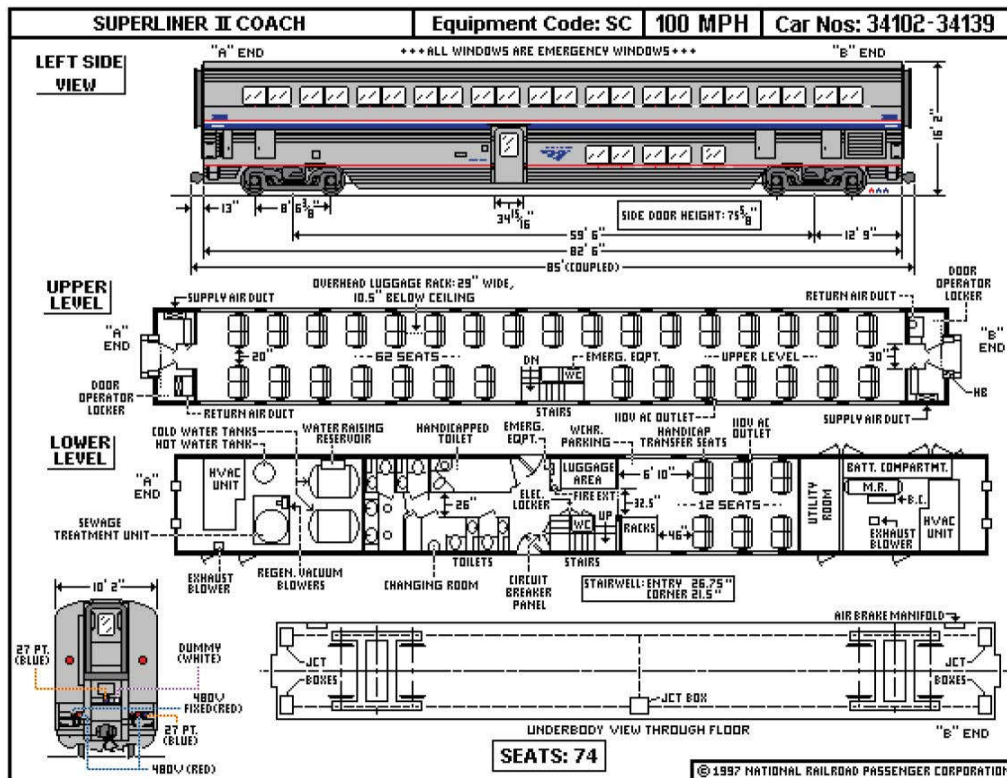 SUPERLINER II COACH
Equipment Code: SC
100 MPH
Car Nos: 34102-34139
LEFT SIDE
VIEW
"A" END
+++ALL WINDOWS ARE EMERGENCY WINDOWS+++
"B" END
16' 2"
13"
8' 6 3/8"
34 15/16"
SIDE DOOR HEIGHT: 75 5/8"
59' 6"
12' 9"
82' 6"
85' (COUPLED)
UPPER
LEVEL
SUPPLY AIR DUCT
OVERHEAD LUGGAGE RACK: 29" WIDE,
10.5" BELOW CEILING
RETURN AIR DUCT
DOOR
OPERATOR
LOCKER
"A"
END
"B"
END
20"
62 SEATS
DN
WC
EMERG. EQPT.
UPPER LEVEL
30"
DOOR
OPERATOR
LOCKER
RETURN AIR DUCT
STAIRS
110V AC OUTLET
SUPPLY AIR DUCT
HB
LOWER
LEVEL
COLD WATER TANKS
HOT WATER TANK
WATER RAISING
RESERVOIR
HANDICAPPED
TOILET
EMERG.
EQPT.
WCHR.
PARKING
HANDICAP
TRANSFER SEATS
110V AC
OUTLET
"A"
END
HVAC
UNIT
LUGGAGE
AREA
6' 10"
BATT. COMPARTMT.
M.R.
B.C.
26"
ELEC.
LOCKER
FIRE EXT.
32.5"
12 SEATS
UTILITY
ROOM
SEWAGE
TREATMENT UNIT
WC
UP
RACKS
46"
EXHAUST
BLOWER
HVAC
UNIT
EXHAUST
BLOWER
REGEN. VACUUM
BLOWERS
TOILETS
CHANGING ROOM
CIRCUIT
BREAKER
PANEL
STAIRS
STAIRWELL: ENTRY 26.75"
CORNER 21.5"
10' 2"
27 PT.
(BLUE)
DUMMY
(WHITE)
480V
FIXED(RED)
27 PT.
(BLUE)
480V (RED)
AIR BRAKE MANIFOLD
JCT
BOXES
JCT
BOXES
JCT BOX
UNDERBODY VIEW THROUGH FLOOR
"B" END
SEATS: 74
© 1997 NATIONAL RAILROAD PASSENGER CORPORATION